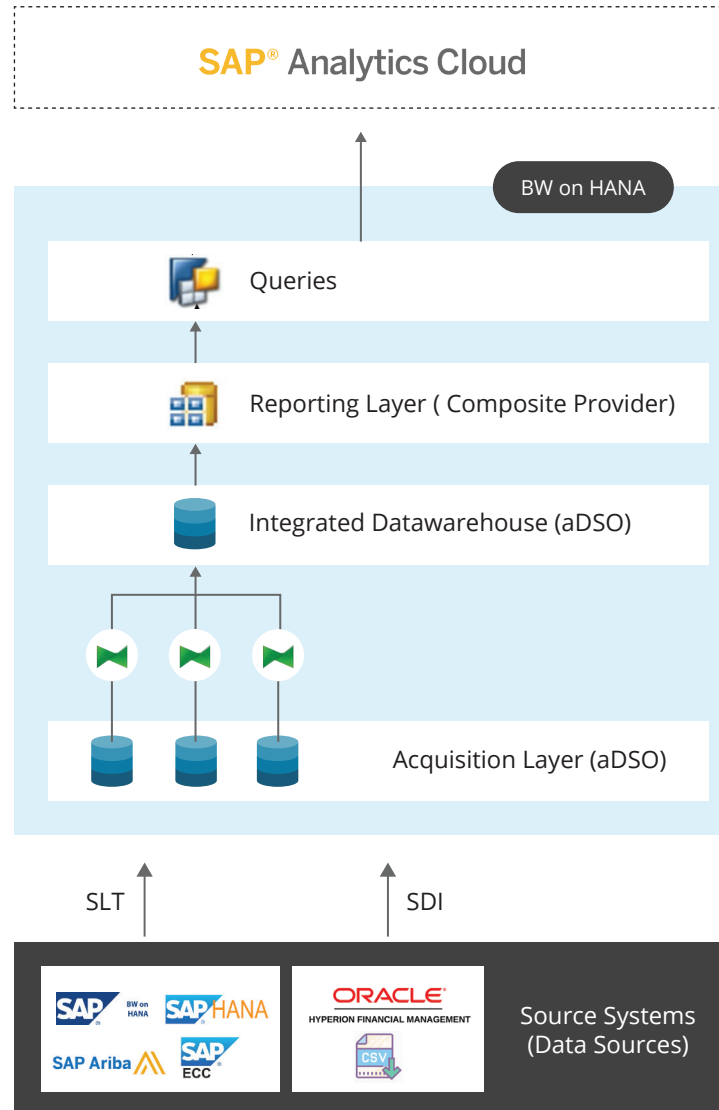 SAP® Analytics Cloud
BW on HANA
Queries
Reporting Layer ( Composite Provider)
Integrated Datawarehouse (aDSO)
Acquisition Layer (aDSO)
SLT
SDI
SAP®
BW on
HANA
SAP® HANA
SAP Ariba
SAP®
ECC
ORACLE®
HYPERION FINANCIAL MANAGEMENT
CSV
Source Systems
(Data Sources)